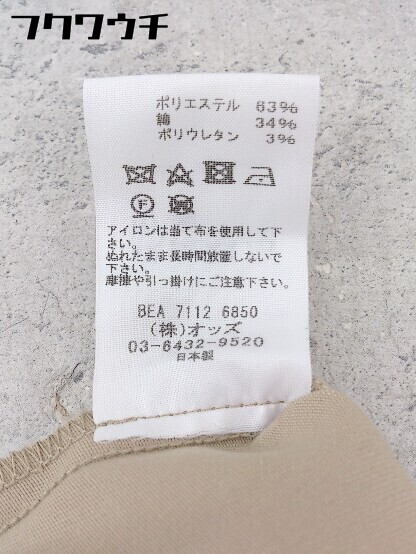 フクワウチ
ポリエステル 63%
綿 34%
ポリウレタン 3%
アイロンは当て布を使用して下
さい。
ぬれたまま長時間放置しないで
下さい。
摩擦や引っ掛けにご注意下さい。
BEA 7112 6850
(株)オッズ
03-6432-9520
日本製